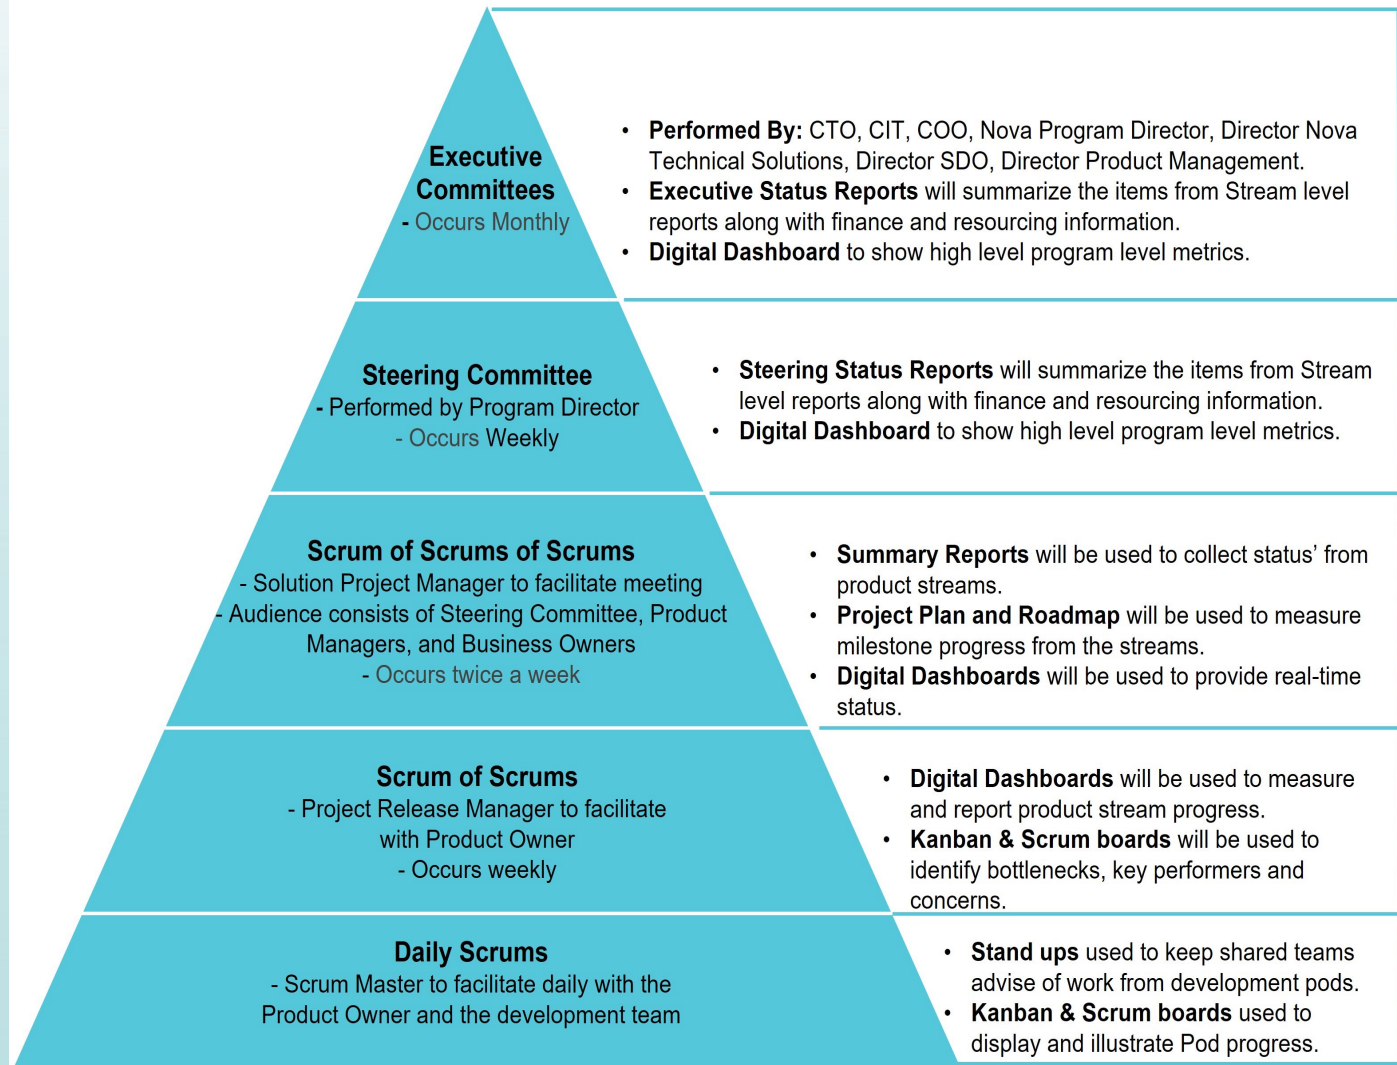 Executive
Committees
- Occurs Monthly
• Performed By: CTO, CIT, COO, Nova Program Director, Director Nova
Technical Solutions, Director SDO, Director Product Management.
• Executive Status Reports will summarize the items from Stream level
reports along with finance and resourcing information.
• Digital Dashboard to show high level program level metrics.
Steering Committee
- Performed by Program Director
- Occurs Weekly
• Steering Status Reports will summarize the items from Stream
level reports along with finance and resourcing information.
• Digital Dashboard to show high level program level metrics.
Scrum of Scrums of Scrums
- Solution Project Manager to facilitate meeting
- Audience consists of Steering Committee, Product
Managers, and Business Owners
- Occurs twice a week
• Summary Reports will be used to collect status’ from
product streams.
• Project Plan and Roadmap will be used to measure
milestone progress from the streams.
• Digital Dashboards will be used to provide real-time
status.
Scrum of Scrums
- Project Release Manager to facilitate
with Product Owner
- Occurs weekly
• Digital Dashboards will be used to measure
and report product stream progress.
• Kanban & Scrum boards will be used to
identify bottlenecks, key performers and
concerns.
Daily Scrums
- Scrum Master to facilitate daily with the
Product Owner and the development team
• Stand ups used to keep shared teams
advise of work from development pods.
• Kanban & Scrum boards used to
display and illustrate Pod progress.